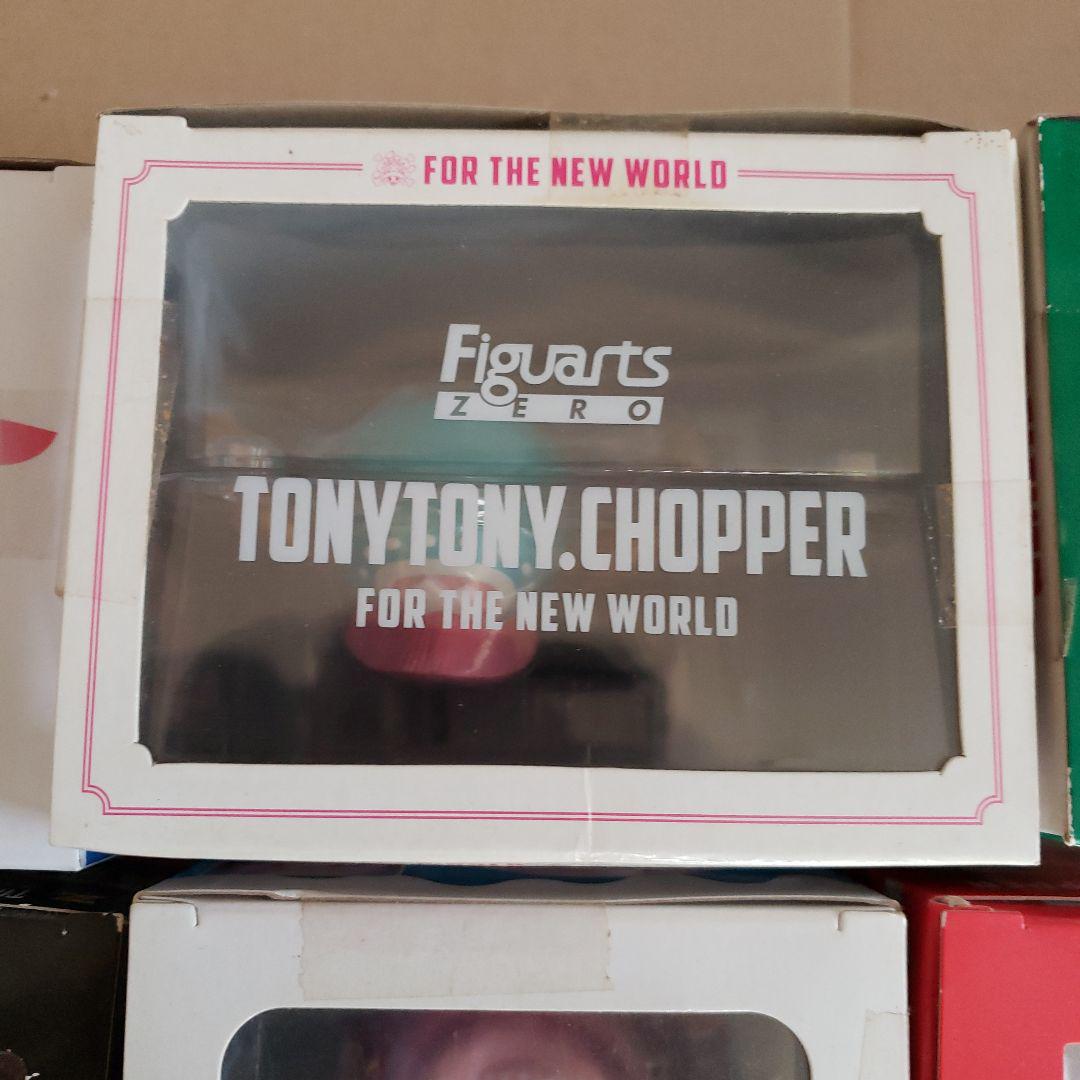 FOR THE NEW WORLD
Figuarts
ZERO
TONYTONY.CHOPPER
FOR THE NEW WORLD